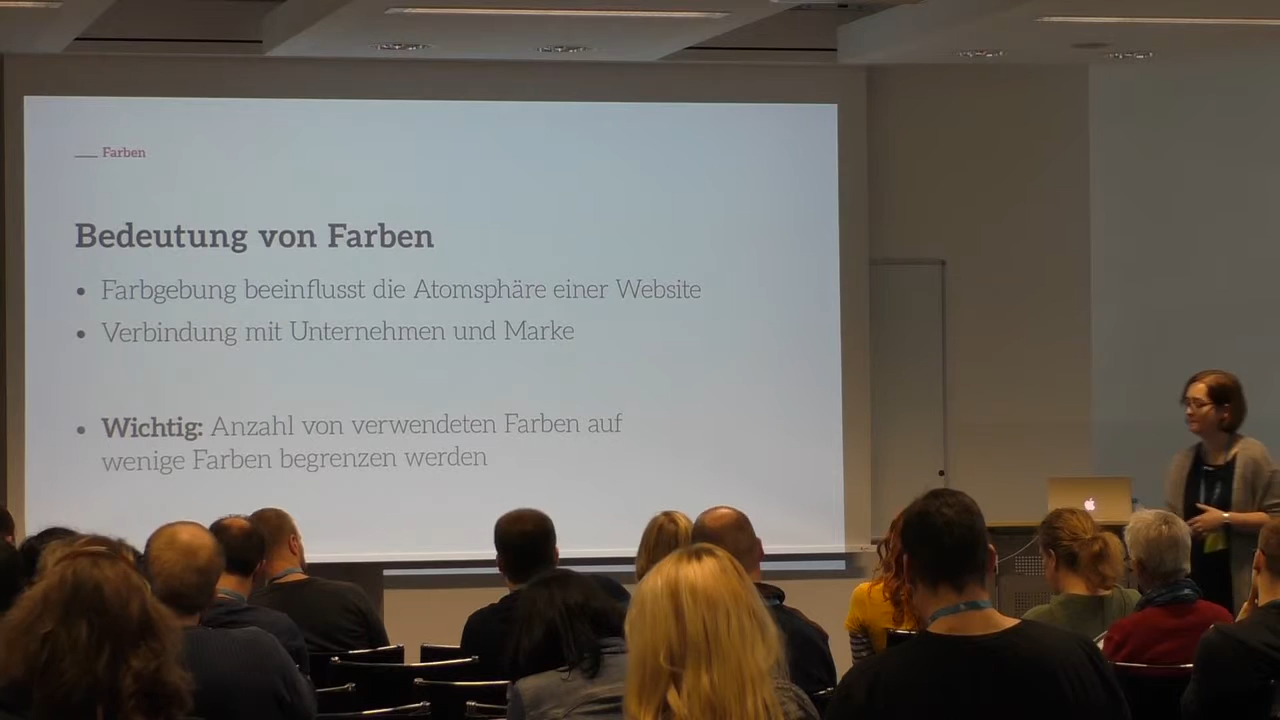 Farben
Bedeutung von Farben
Farbgebung beeinflusst die Atomsphäre einer Website
Verbindung mit Unternehmen und Marke
Wichtig: Anzahl von verwendeten Farben auf
wenige Farben begrenzen werden